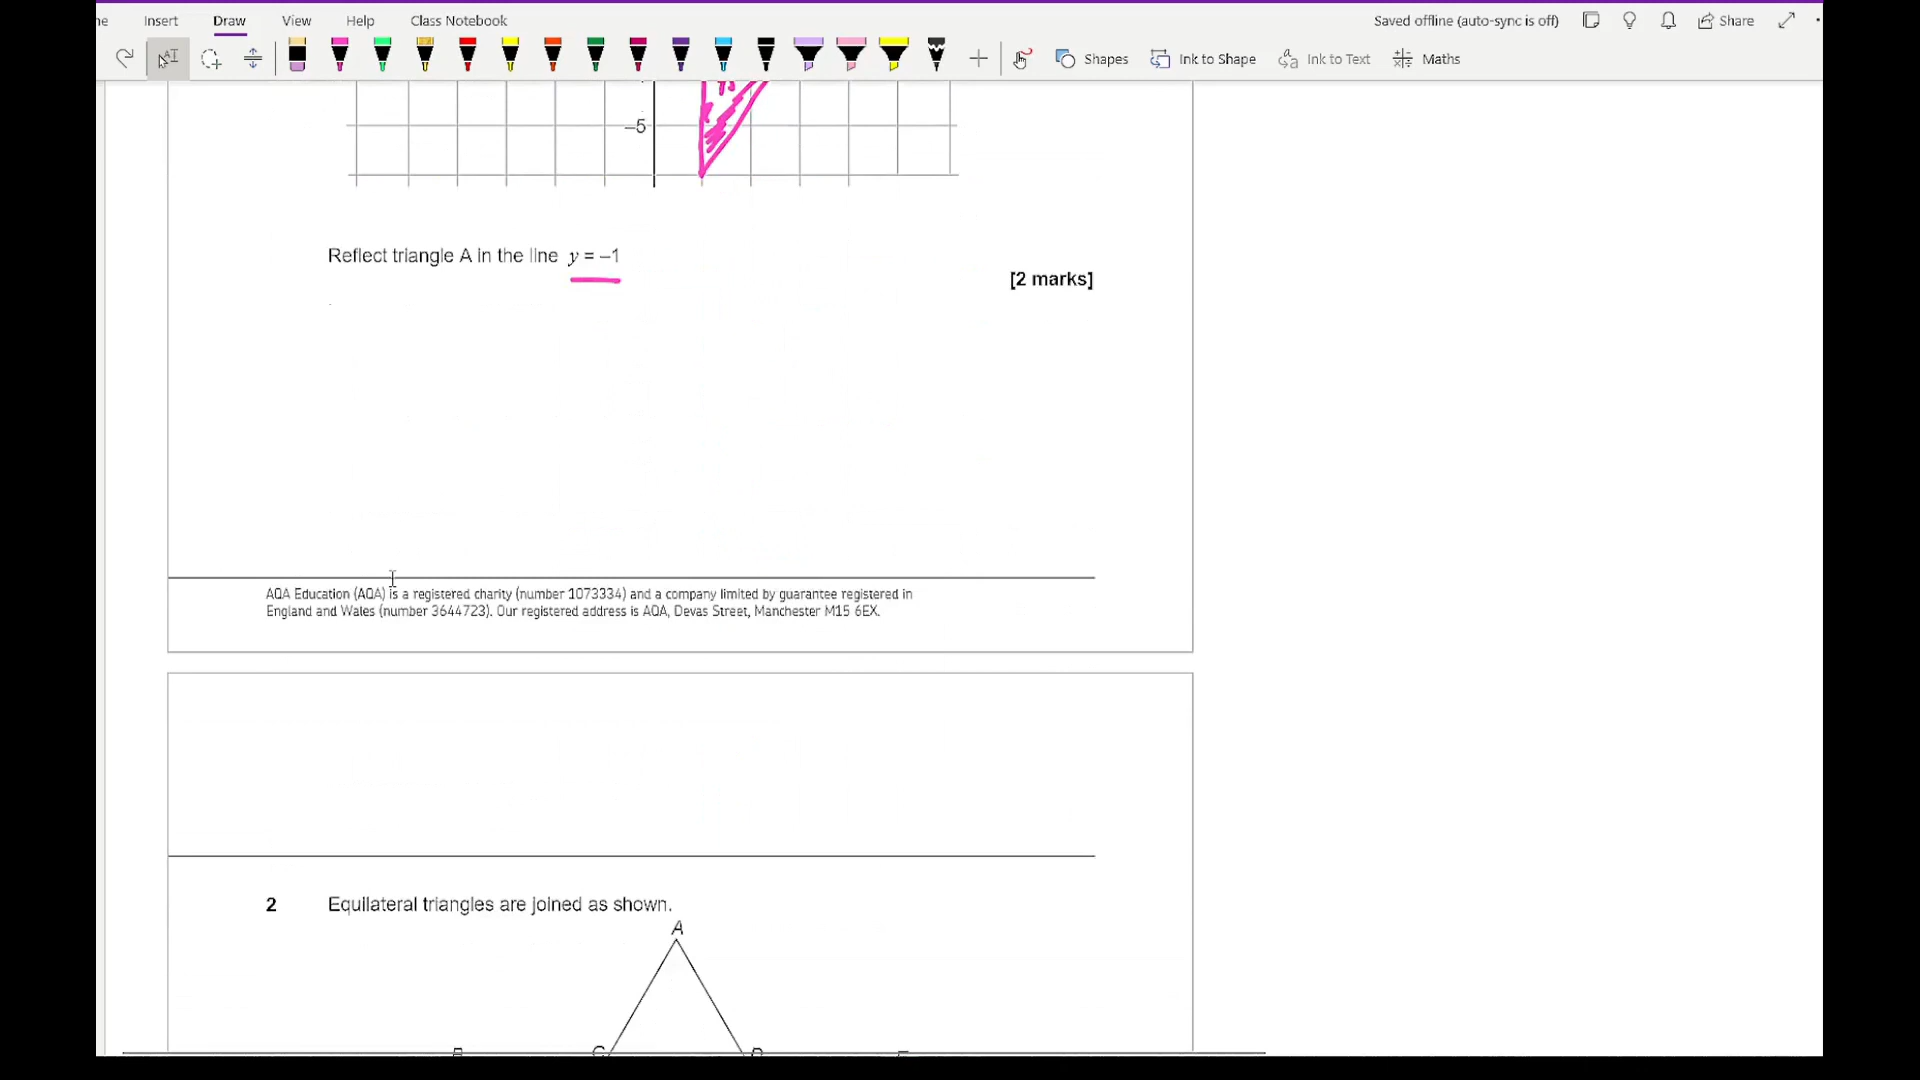 Insert Draw View Help Class Notebook Saved offline (auto-sync is off) Share
Shapes Ink to Shape Ink to Text Maths
–5
Reflect triangle A in the line y = –1
[2 marks]
AQA Education (AQA) is a registered charity (number 1073334) and a company limited by guarantee registered in
England and Wales (number 3644723). Our registered address is AQA, Devas Street, Manchester M15 6EX.
2 Equilateral triangles are joined as shown.
A